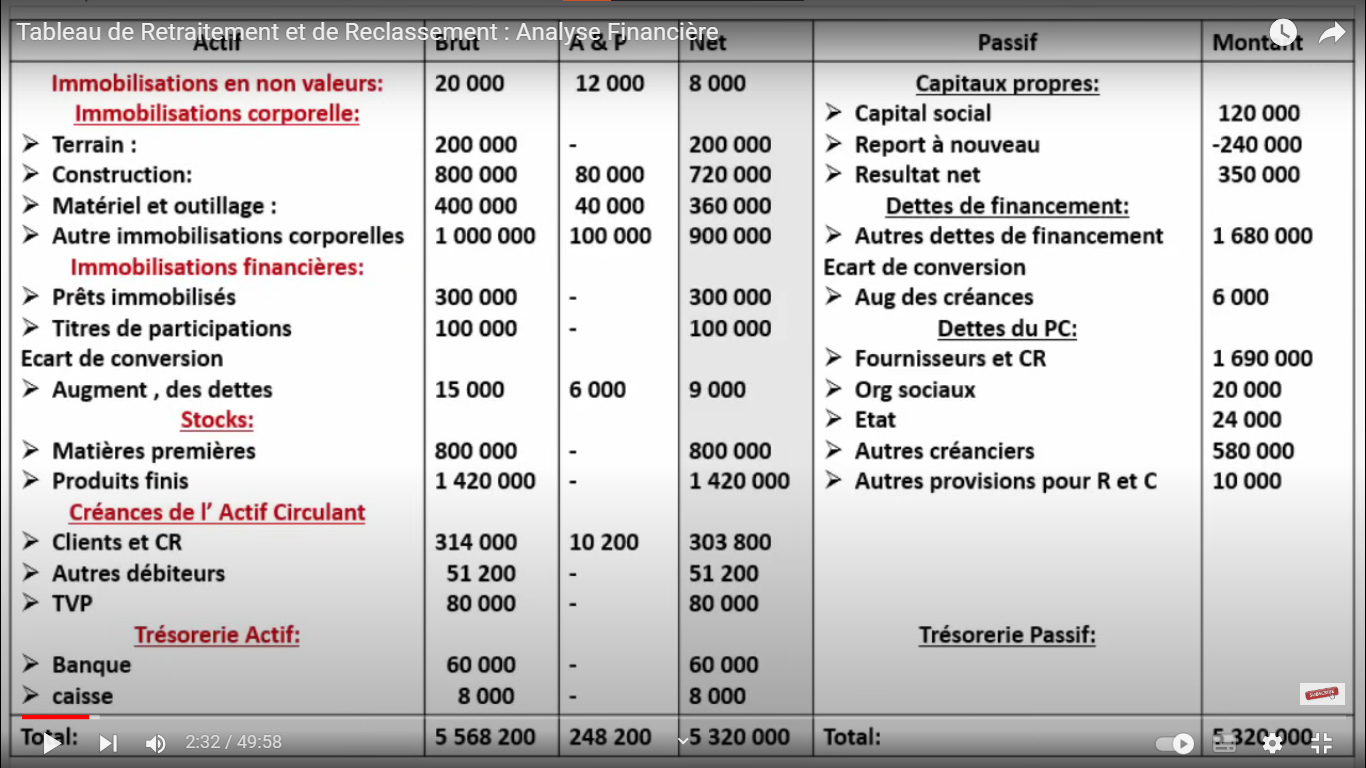 Tableau de Retraitement et de Reclassement : Analyse Financière
Actif Brut A & P Net Passif Montant
Immobilisations en non valeurs: 20 000 12 000 8 000 Capitaux propres:
Immobilisations corporelle: ➢ Capital social 120 000
➢ Terrain : 200 000 - 200 000 ➢ Report à nouveau -240 000
➢ Construction: 800 000 80 000 720 000 ➢ Resultat net 350 000
➢ Matériel et outillage : 400 000 40 000 360 000 Dettes de financement:
➢ Autre immobilisations corporelles 1 000 000 100 000 900 000 ➢ Autres dettes de financement 1 680 000
Immobilisations financières: Ecart de conversion
➢ Prêts immobilisés 300 000 - 300 000 ➢ Aug des créances 6 000
➢ Titres de participations 100 000 - 100 000 Dettes du PC:
Ecart de conversion ➢ Fournisseurs et CR 1 690 000
➢ Augment , des dettes 15 000 6 000 9 000 ➢ Org sociaux 20 000
Stocks: ➢ Etat 24 000
➢ Matières premières 800 000 - 800 000 ➢ Autres créanciers 580 000
➢ Produits finis 1 420 000 - 1 420 000 ➢ Autres provisions pour R et C 10 000
Créances de l' Actif Circulant
➢ Clients et CR 314 000 10 200 303 800
➢ Autres débiteurs 51 200 - 51 200
➢ TVP 80 000 - 80 000
Trésorerie Actif: Trésorerie Passif:
➢ Banque 60 000 - 60 000
➢ caisse 8 000 - 8 000
SUBSCRIBE
Total: 5 568 200 248 200 5 320 000 Total: 5 320 000
2:32 / 49:58